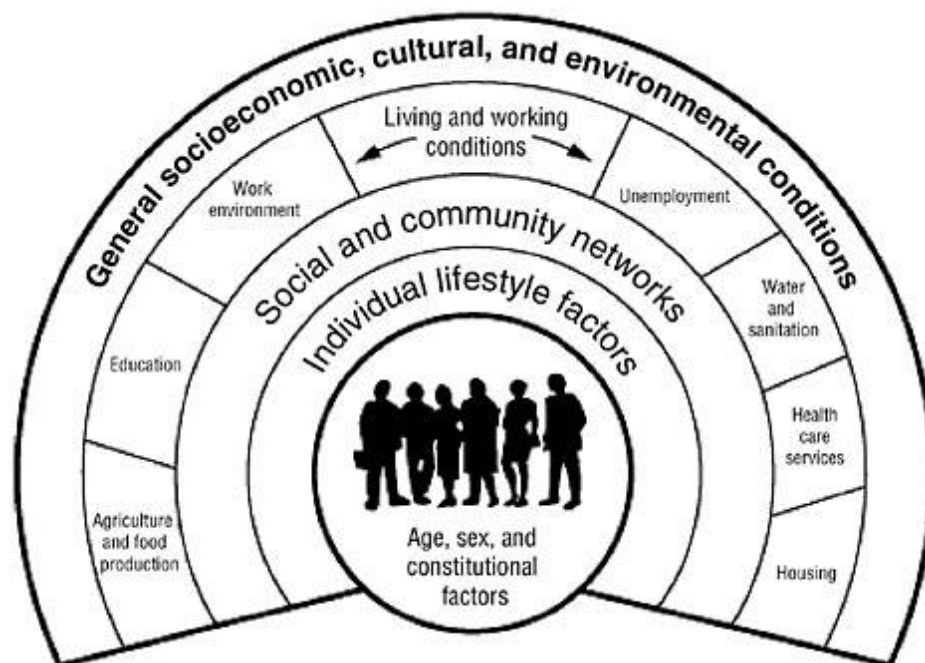 General socioeconomic, cultural, and environmental conditions
Living and working
conditions
Work
environment
Unemployment
Social and community networks
Individual lifestyle factors
Education
Water
and
sanitation
Health
care
services
Agriculture
and food
production
Housing
Age, sex, and
constitutional
factors